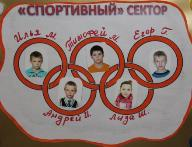 «СПОРТИВНЫЙ» СЕКТОР
Илья М.
Тимофей М.
Егор Г.
Андрей Ц.
Лиза Ш.